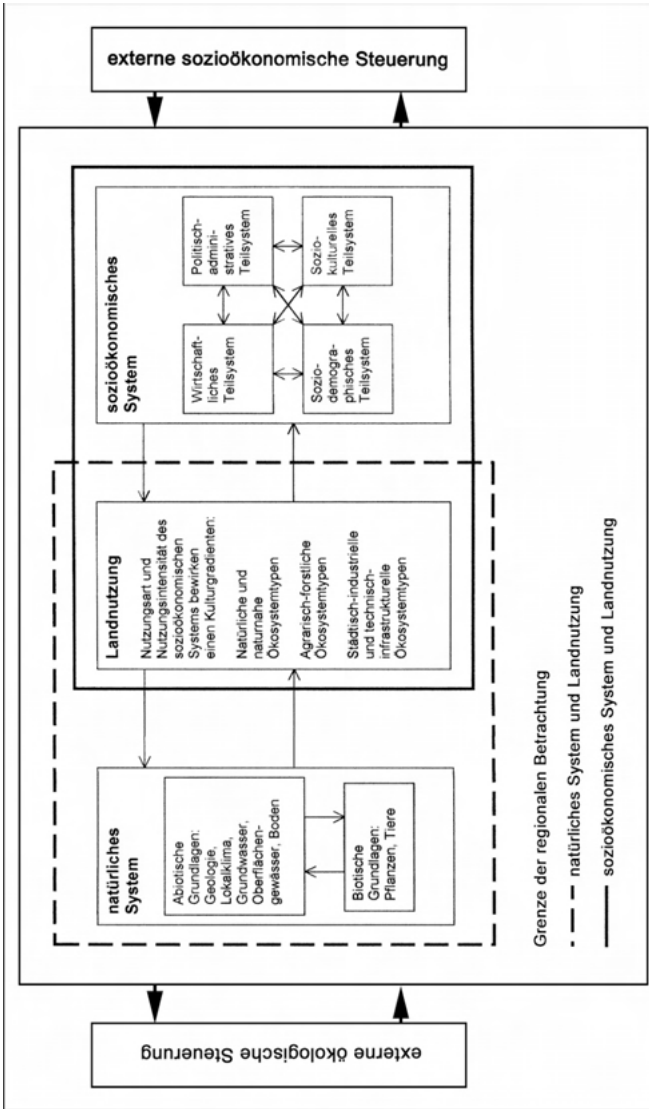 externe ökologische Steuerung
natürliches
System
Abiotische
Grundlagen:
Geologie,
Lokalklima,
Grundwasser,
Oberflächen-
gewässer, Boden
Biotische
Grundlagen:
Pflanzen, Tiere
Landnutzung
Nutzungsart und
Nutzungsintensität des
sozioökonomischen
Systems bewirken
einen Kulturgradienten:
Natürliche und
naturnahe
Ökosystemtypen
Agrarisch-forstliche
Ökosystemtypen
Städtisch-industrielle
und technisch-
infrastrukturelle
Ökosystemtypen
sozioökonomisches
System
Wirtschaft-
liches
Teilsystem
Politisch-
admini-
stratives
Teilsystem
Sozio-
demogra-
phisches
Teilsystem
Sozio-
kulturelles
Teilsystem
externe sozioökonomische Steuerung
Grenze der regionalen Betrachtung
natürliches System und Landnutzung
sozioökonomisches System und Landnutzung